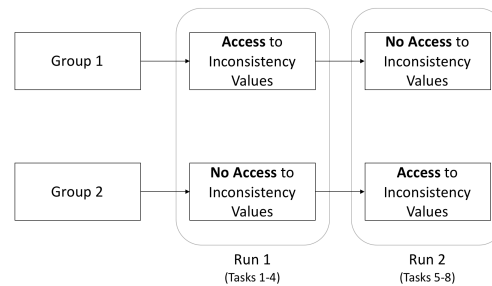 Group 1
Access to
Inconsistency
Values
No Access to
Inconsistency
Values
Group 2
No Access to
Inconsistency
Values
Access to
Inconsistency
Values
Run 1
(Tasks 1-4)
Run 2
(Tasks 5-8)